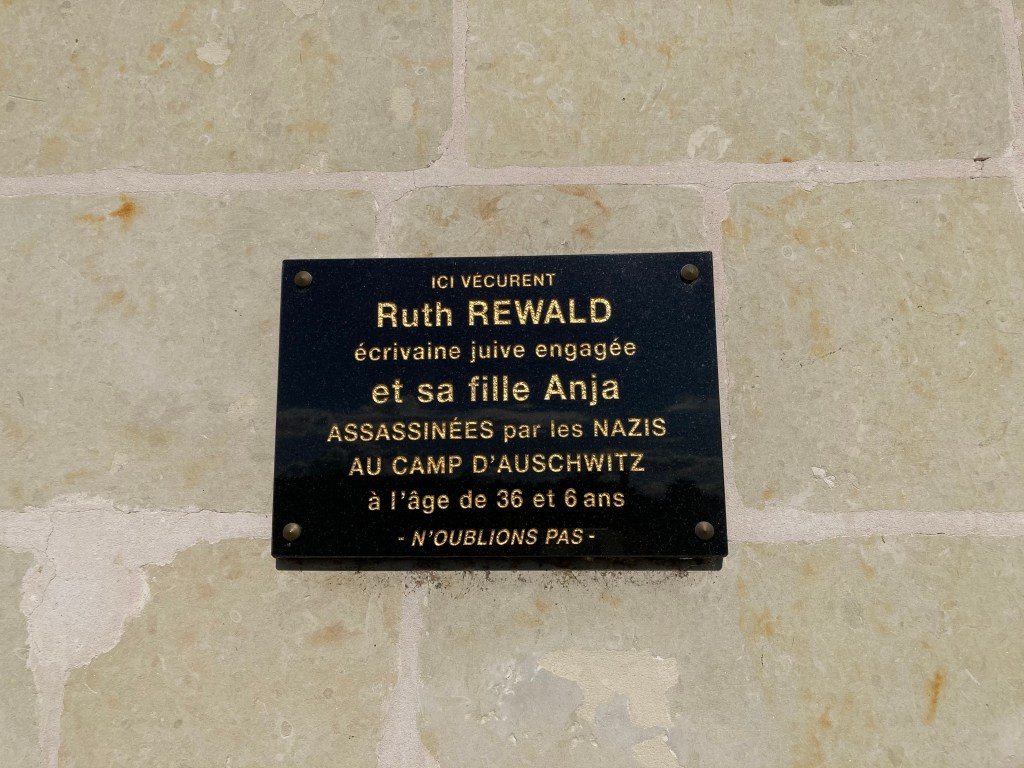 ICI VÉCURENT
Ruth REWALD
écrivaine juive engagée
et sa fille Anja
ASSASSINÉES par les NAZIS
AU CAMP D'AUSCHWITZ
à l'âge de 36 et 6 ans
- N'OUBLIONS PAS -